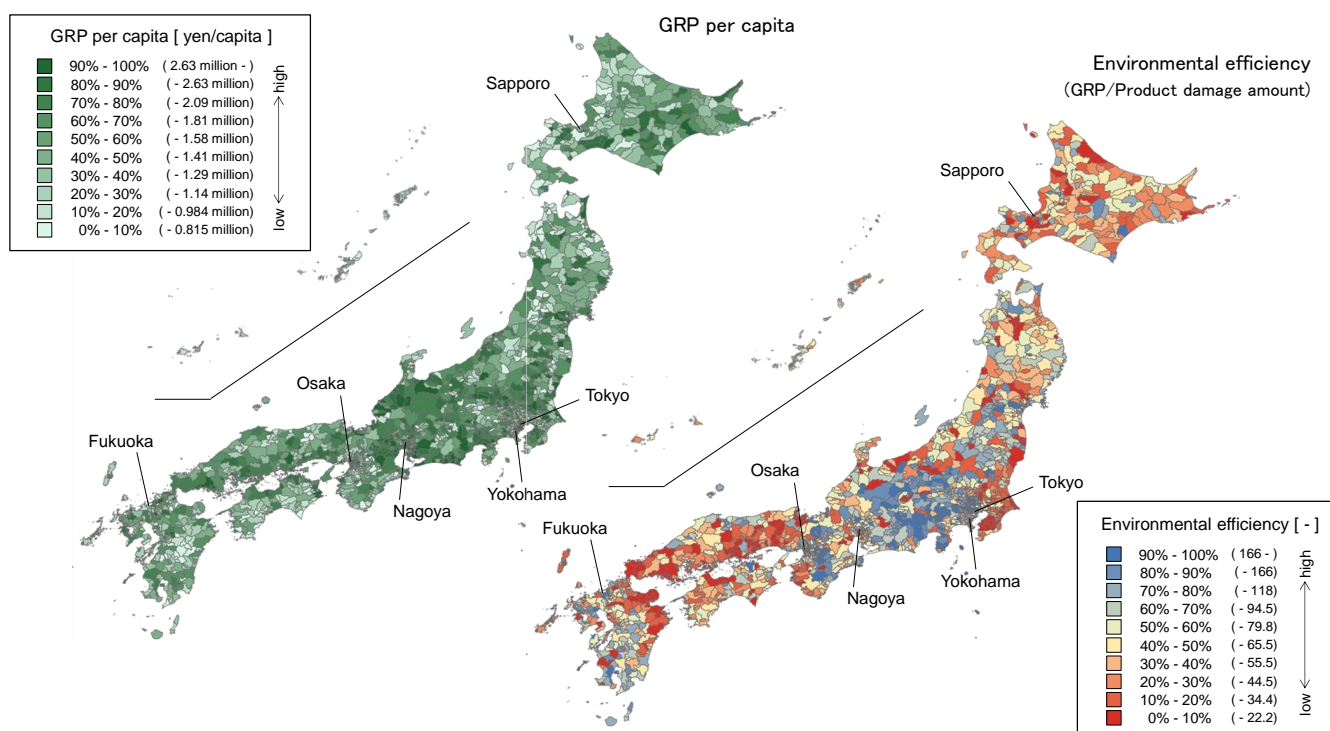 GRP per capita [ yen/capita ]
90% - 100% ( 2.63 million - )
80% - 90% ( - 2.63 million)
70% - 80% ( - 2.09 million)
60% - 70% ( - 1.81 million)
50% - 60% ( - 1.58 million)
40% - 50% ( - 1.41 million)
30% - 40% ( - 1.29 million)
20% - 30% ( - 1.14 million)
10% - 20% ( - 0.984 million)
0% - 10% ( - 0.815 million)
high
low
GRP per capita
Sapporo
Osaka
Tokyo
Fukuoka
Yokohama
Nagoya
Environmental efficiency
(GRP/Product damage amount)
Sapporo
Osaka
Tokyo
Fukuoka
Yokohama
Nagoya
Environmental efficiency [ - ]
90% - 100% ( 166 - )
80% - 90% ( - 166)
70% - 80% ( - 118)
60% - 70% ( - 94.5)
50% - 60% ( - 79.8)
40% - 50% ( - 65.5)
30% - 40% ( - 55.5)
20% - 30% ( - 44.5)
10% - 20% ( - 34.4)
0% - 10% ( - 22.2)
high
low